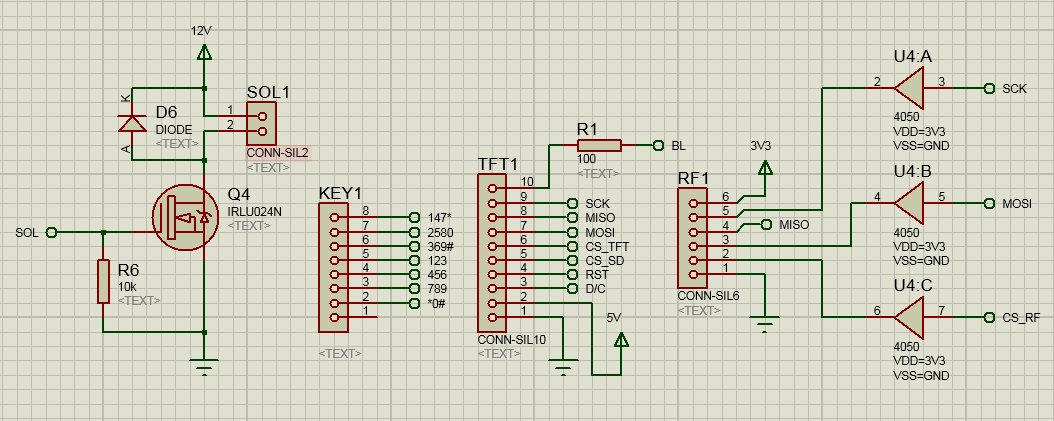 12V
K
D6
DIODE
<TEXT>
A
SOL1
1
2
CONN-SIL2
<TEXT>
Q4
IRLU024N
<TEXT>
SOL
R6
10k
<TEXT>
KEY1
8 147*
7 2580
6 369#
5 123
4 456
3 789
2 *0#
1
<TEXT>
R1
100
<TEXT>
BL
TFT1
10
9 SCK
8 MISO
7 MOSI
6 CS_TFT
5 CS_SD
4 RST
3 D/C
2
1
CONN-SIL10
<TEXT>
5V
3V3
RF1
6
5
4 MISO
3
2
1
CONN-SIL6
<TEXT>
U4:A
2 3 SCK
4050
VDD=3V3
VSS=GND
U4:B
4 5 MOSI
4050
VDD=3V3
VSS=GND
U4:C
6 7 CS_RF
4050
VDD=3V3
VSS=GND